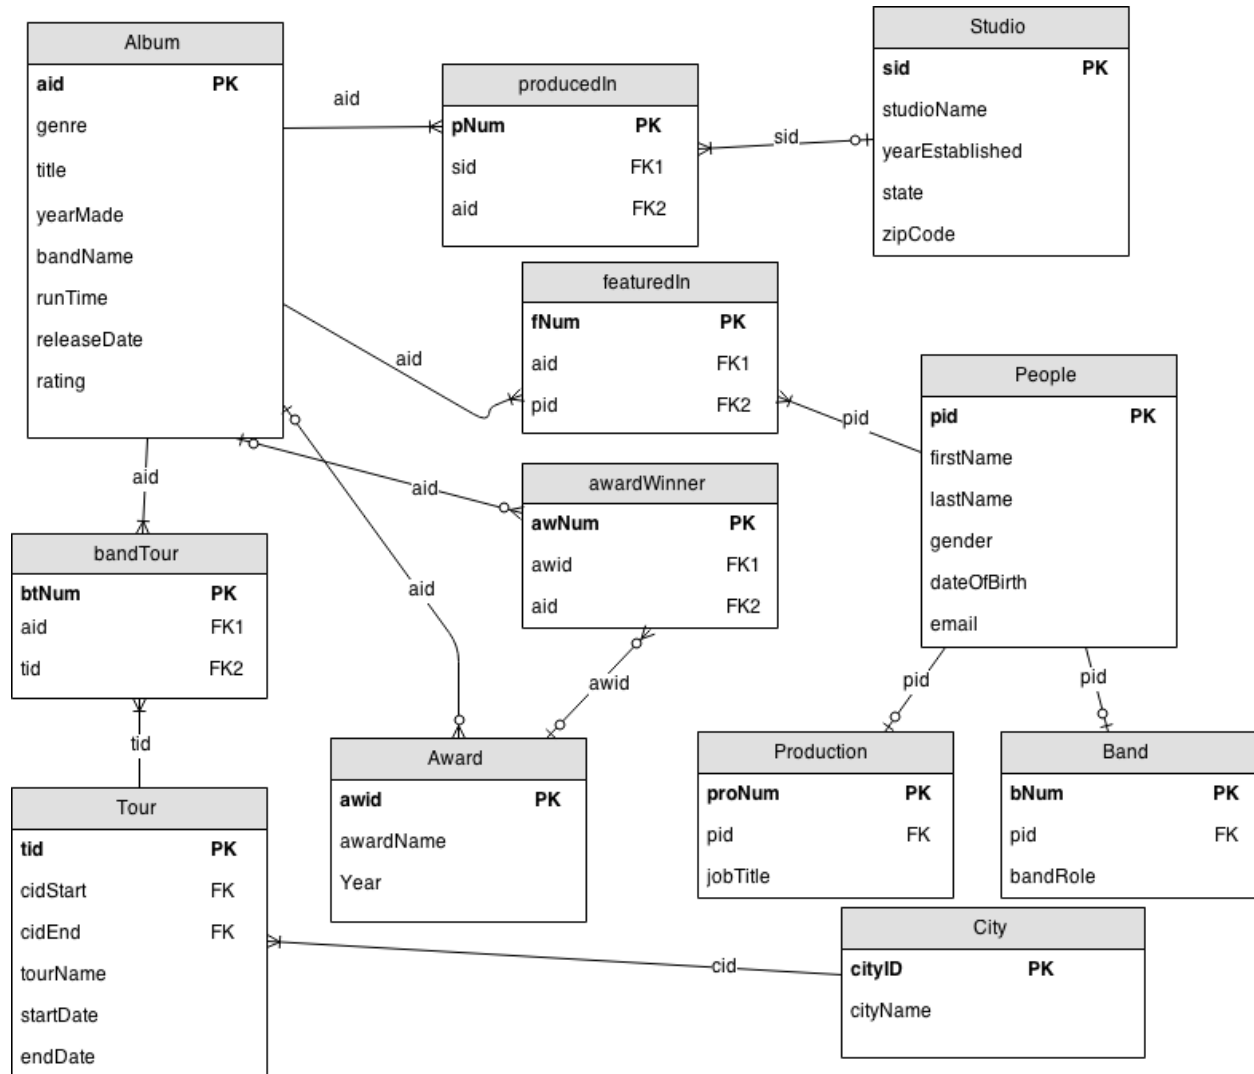 Album
aid PK
genre
title
yearMade
bandName
runTime
releaseDate
rating
aid
producedIn
pNum PK
sid FK1
aid FK2
sid
Studio
sid PK
studioName
yearEstablished
state
zipCode
aid
featuredIn
fNum PK
aid FK1
pid FK2
pid
People
pid PK
firstName
lastName
gender
dateOfBirth
email
aid
awardWinner
awNum PK
awid FK1
aid FK2
aid
aid
bandTour
btNum PK
aid FK1
tid FK2
awid
pid
pid
tid
Award
awid PK
awardName
Year
Production
proNum PK
pid FK
jobTitle
Band
bNum PK
pid FK
bandRole
Tour
tid PK
cidStart FK
cidEnd FK
tourName
startDate
endDate
cid
City
cityID PK
cityName